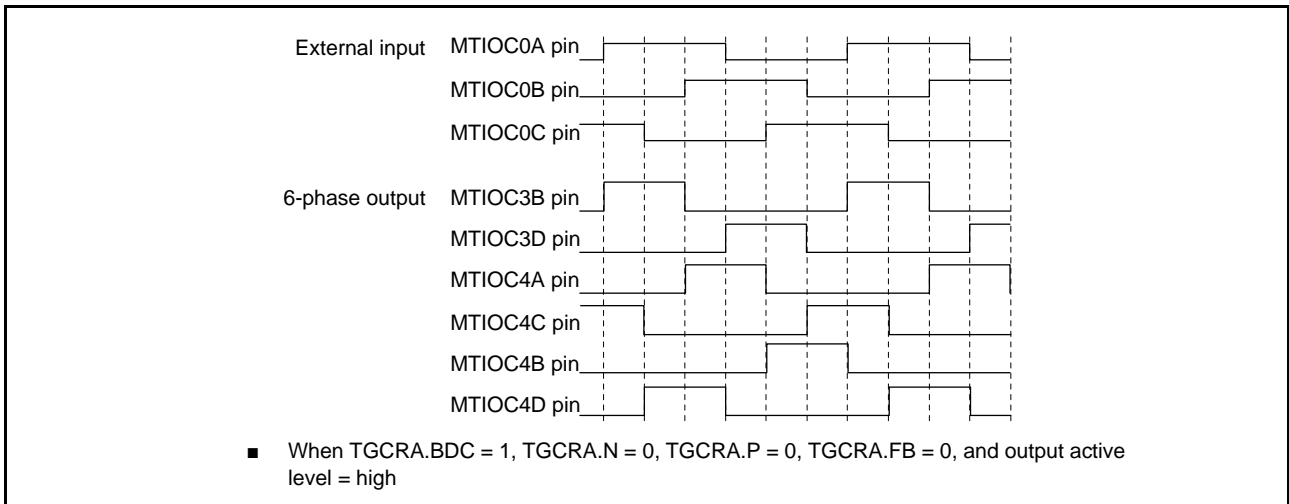 External input MTIOC0A pin
MTIOC0B pin
MTIOC0C pin
6-phase output MTIOC3B pin
MTIOC3D pin
MTIOC4A pin
MTIOC4C pin
MTIOC4B pin
MTIOC4D pin
■ When TGCRA.BDC = 1, TGCRA.N = 0, TGCRA.P = 0, TGCRA.FB = 0, and output active
level = high